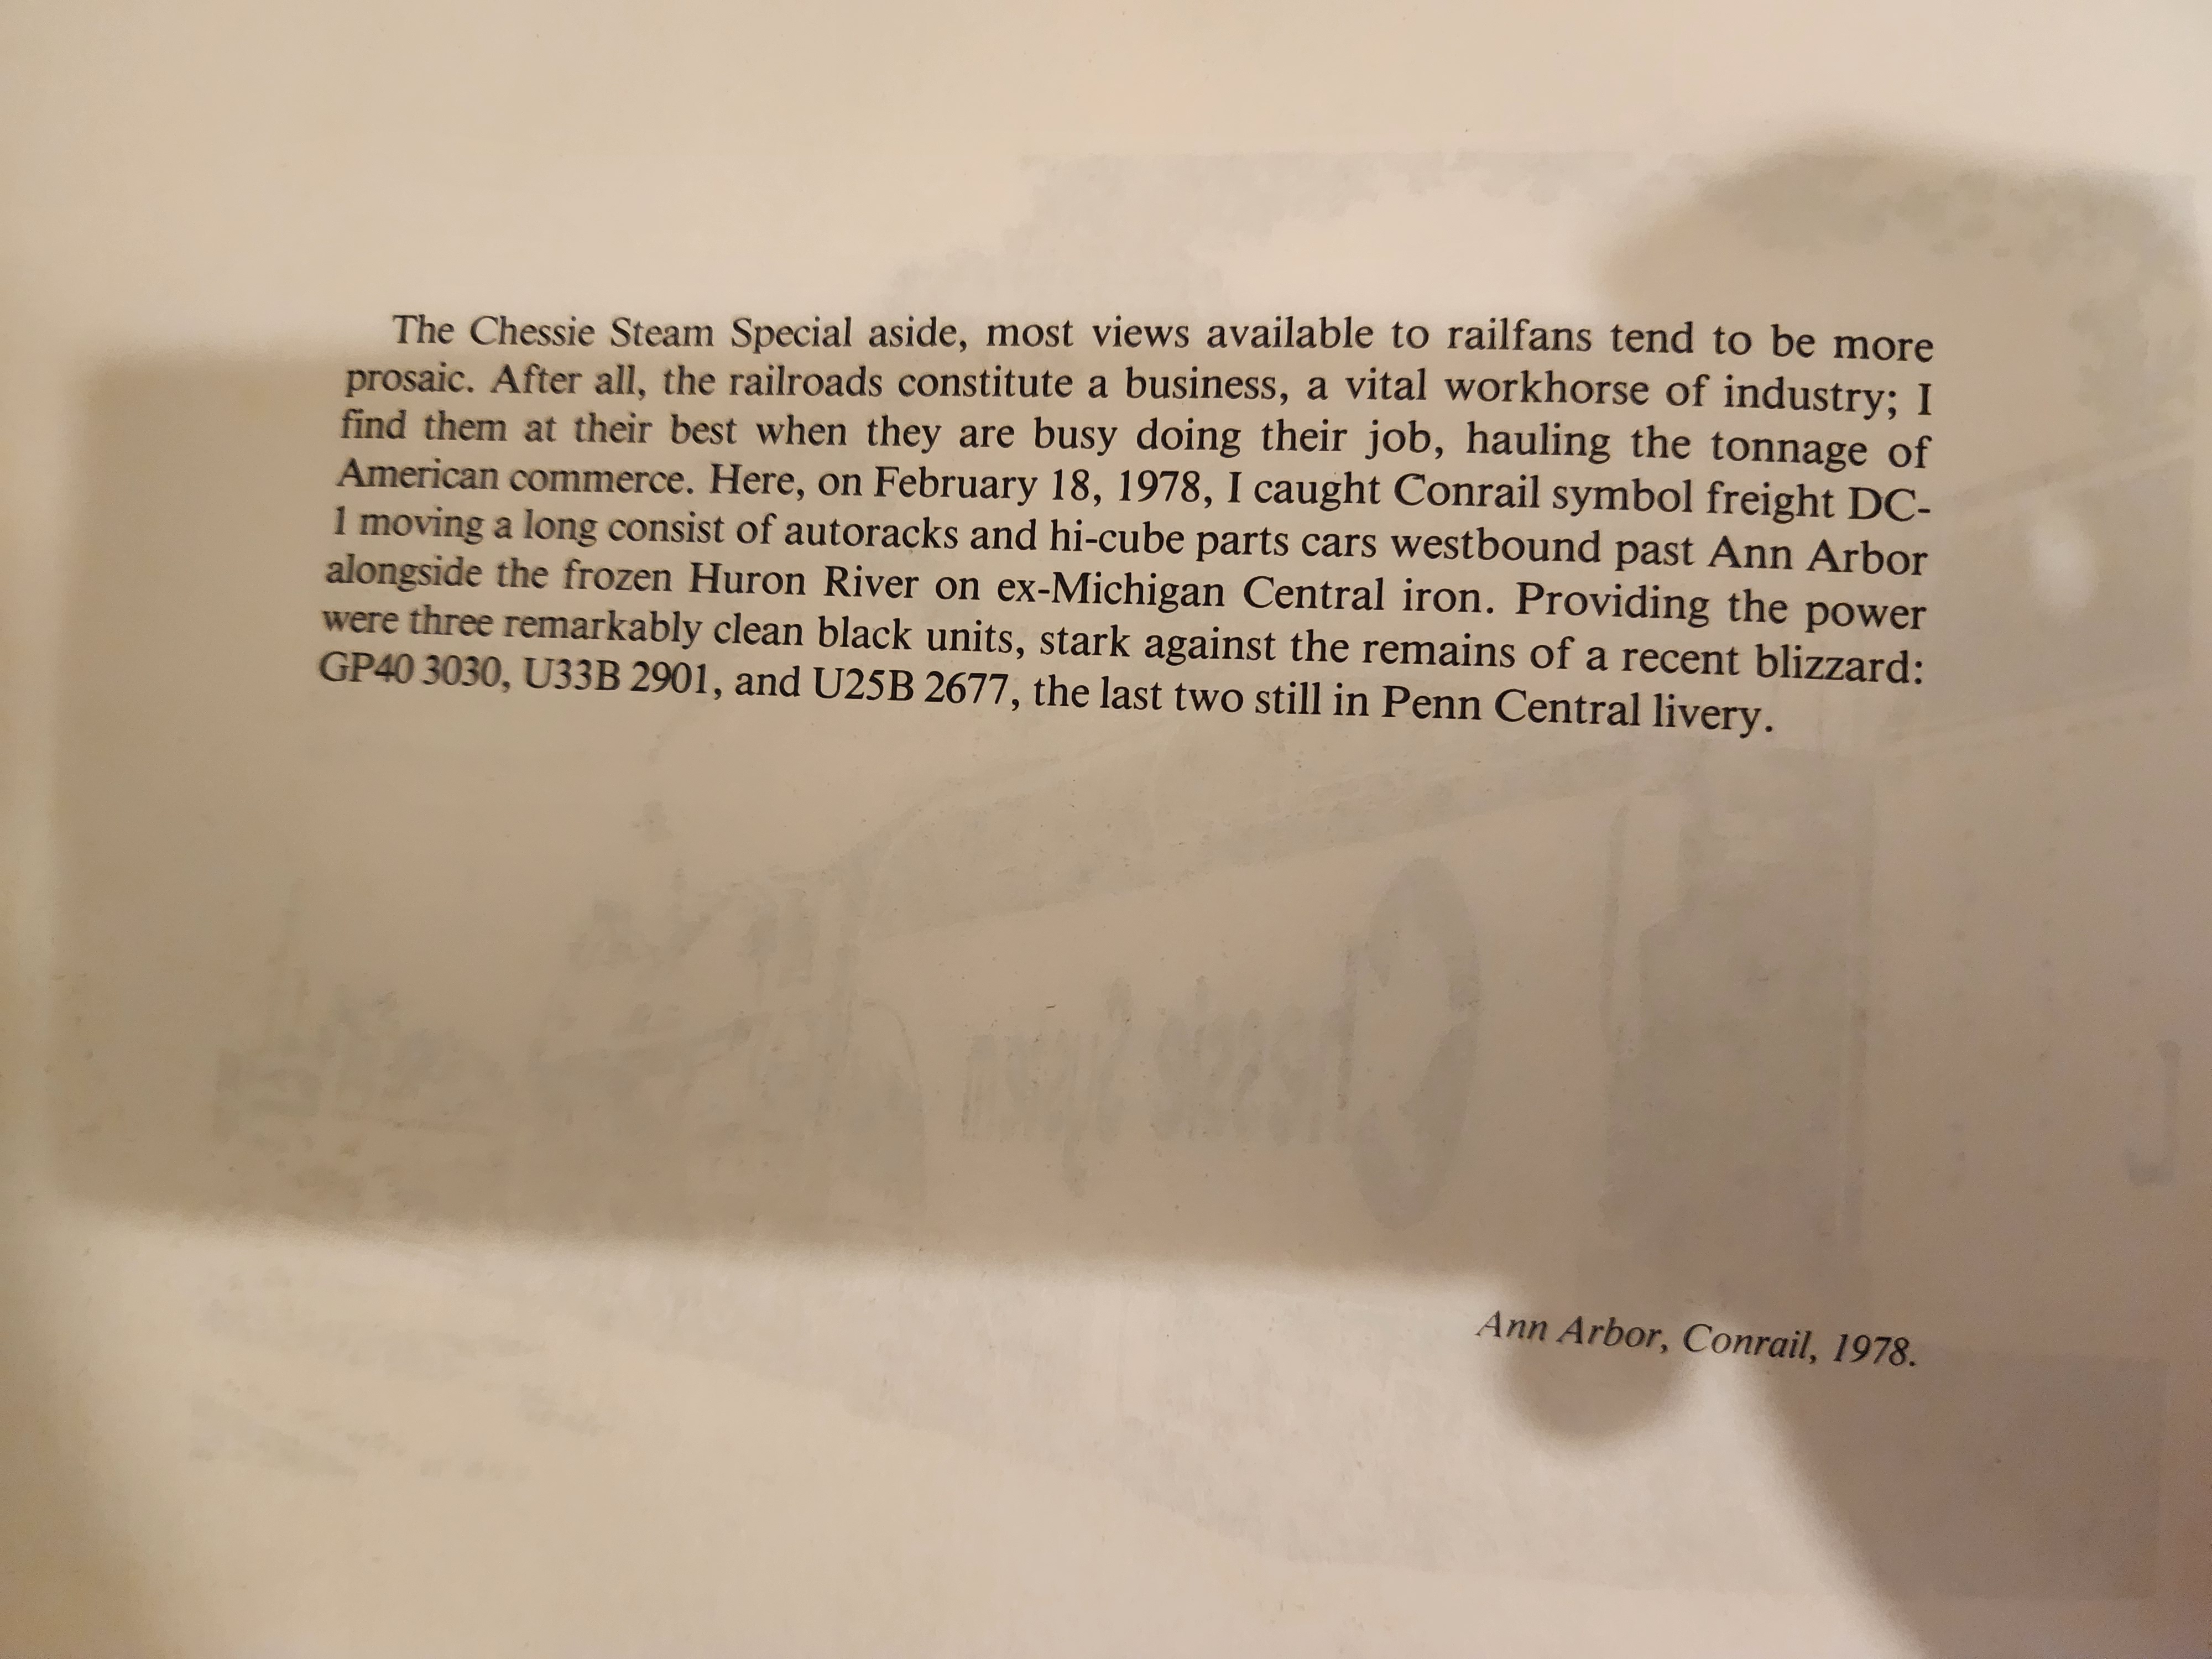 The Chessie Steam Special aside, most views available to railfans tend to be more
prosaic. After all, the railroads constitute a business, a vital workhorse of industry; I
find them at their best when they are busy doing their job, hauling the tonnage of
American commerce. Here, on February 18, 1978, I caught Conrail symbol freight DC-
1 moving a long consist of autoracks and hi-cube parts cars westbound past Ann Arbor
alongside the frozen Huron River on ex-Michigan Central iron. Providing the power
were three remarkably clean black units, stark against the remains of a recent blizzard:
GP40 3030, U33B 2901, and U25B 2677, the last two still in Penn Central livery.
Chessie System
Ann Arbor, Conrail, 1978.